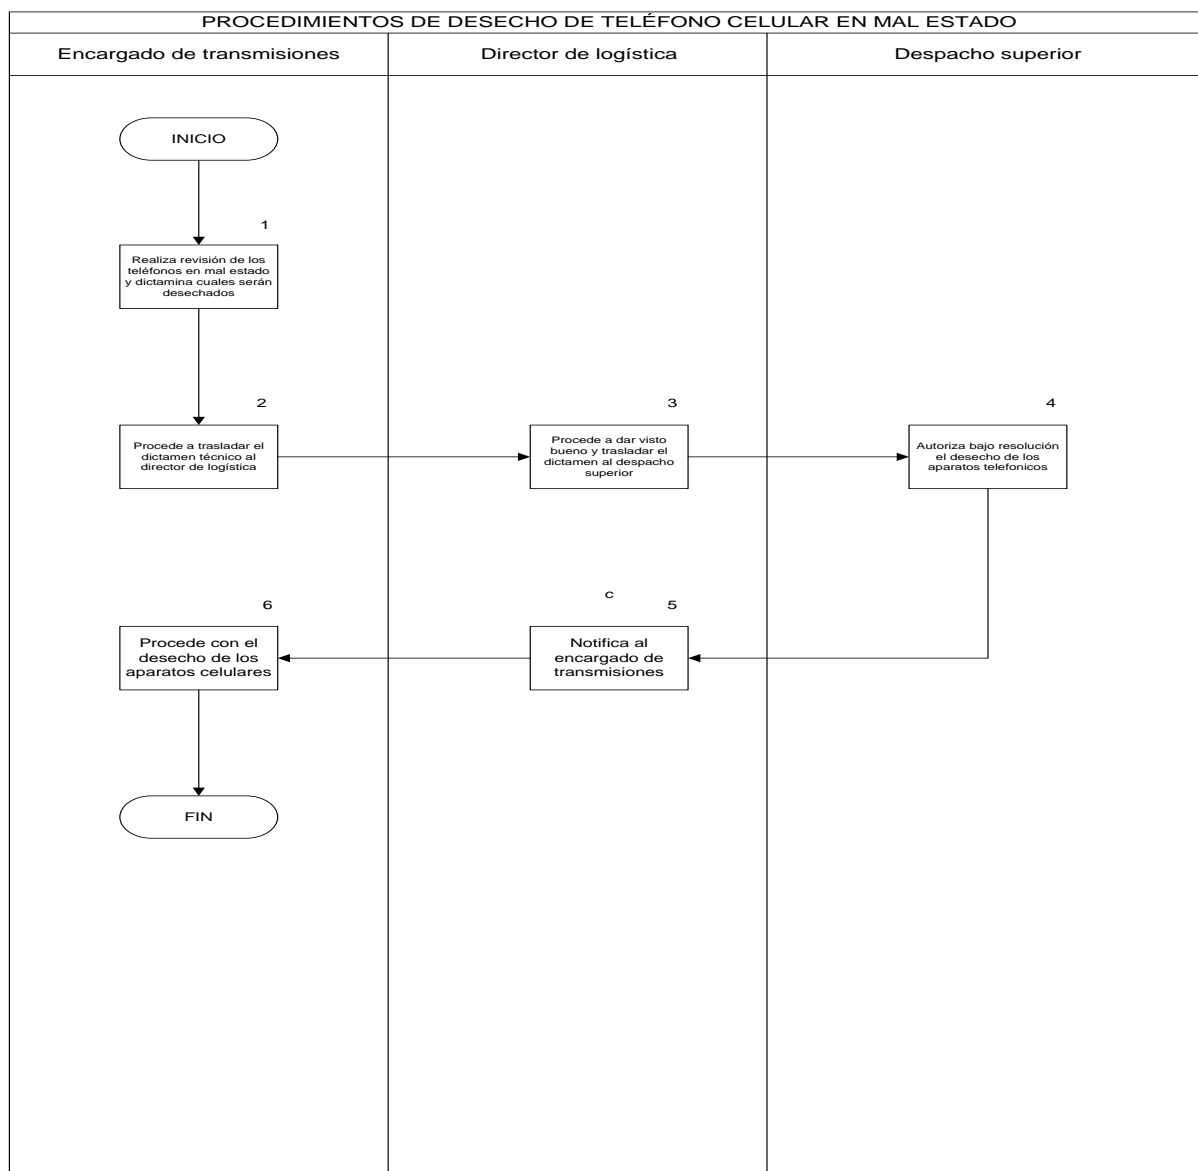 PROCEDIMIENTOS DE DESECHO DE TELÉFONO CELULAR EN MAL ESTADO
Encargado de transmisiones
Director de logística
Despacho superior
INICIO
1
Realiza revisión de los
teléfonos en mal estado
y dictamina cuales serán
desechados
2
Procede a trasladar el
dictamen técnico al
director de logística
3
Procede a dar visto
bueno y trasladar el
dictamen al despacho
superior
4
Autoriza bajo resolución
el desecho de los
aparatos telefonicos
c
5
Notifica al
encargado de
transmisiones
6
Procede con el
desecho de los
aparatos celulares
FIN